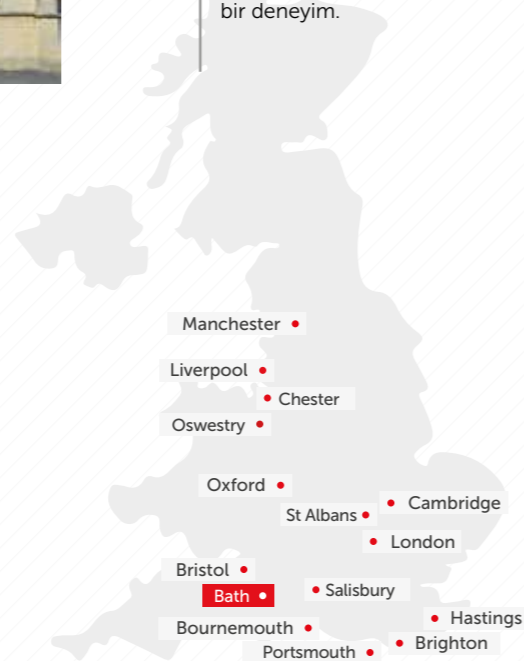 bir deneyim.
Manchester
Liverpool
Chester
Oswestry
Oxford
Cambridge
St Albans
London
Bristol
Bath
Salisbury
Bournemouth
Hastings
Brighton
Portsmouth